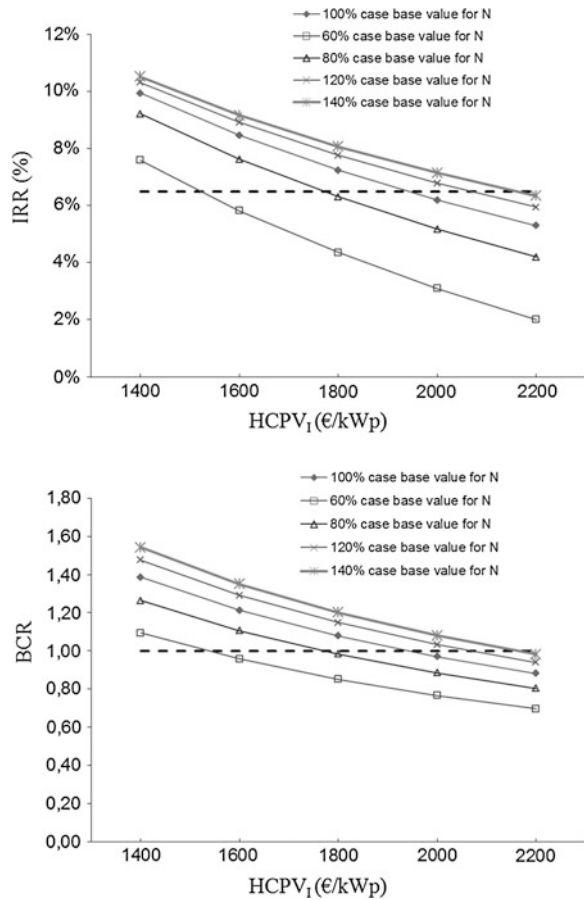 100% case base value for N
60% case base value for N
80% case base value for N
120% case base value for N
140% case base value for N
12%
10%
8%
6%
4%
2%
0%
IRR (%)
1400 1600 1800 2000 2200
HCPV_I (€/kWp)
100% case base value for N
60% case base value for N
80% case base value for N
120% case base value for N
140% case base value for N
1,80
1,60
1,40
1,20
1,00
0,80
0,60
0,40
0,20
0,00
BCR
1400 1600 1800 2000 2200
HCPV_I (€/kWp)